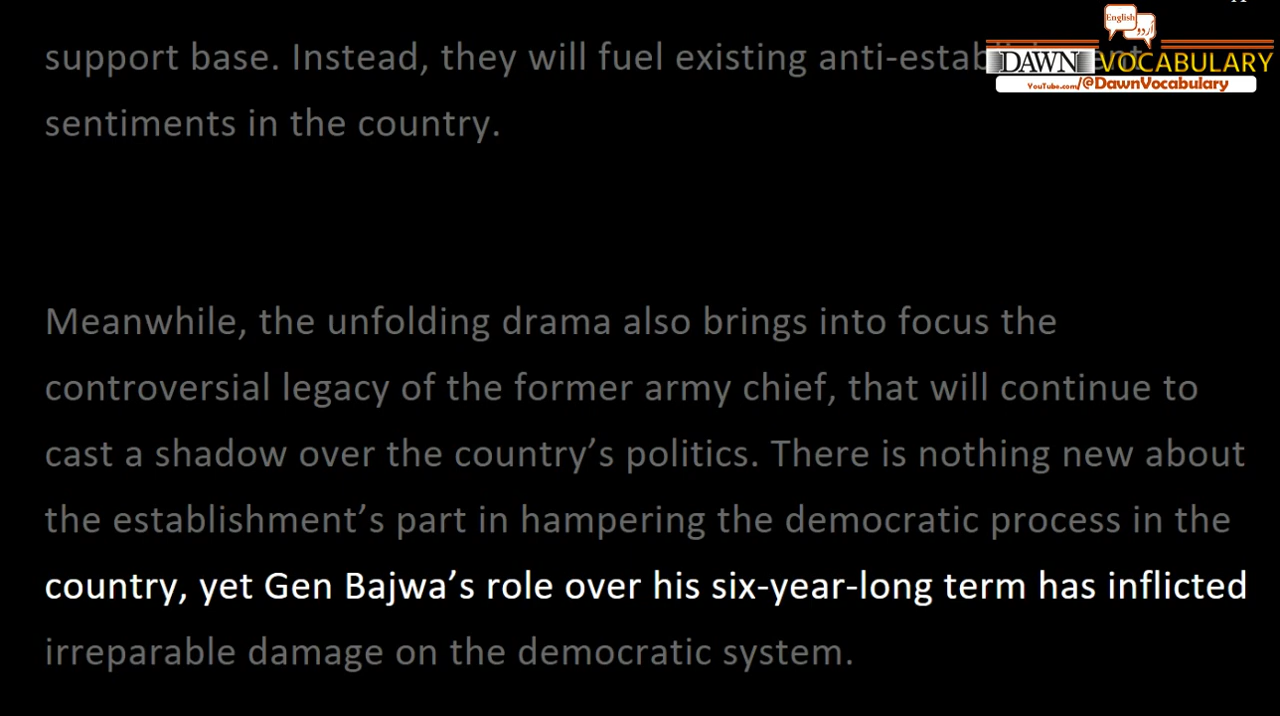 English
اردو
support base. Instead, they will fuel existing anti-establishment
DAWN VOCABULARY
YouTube.com/@DawnVocabulary
sentiments in the country.
Meanwhile, the unfolding drama also brings into focus the
controversial legacy of the former army chief, that will continue to
cast a shadow over the country’s politics. There is nothing new about
the establishment’s part in hampering the democratic process in the
country, yet Gen Bajwa’s role over his six-year-long term has inflicted
irreparable damage on the democratic system.